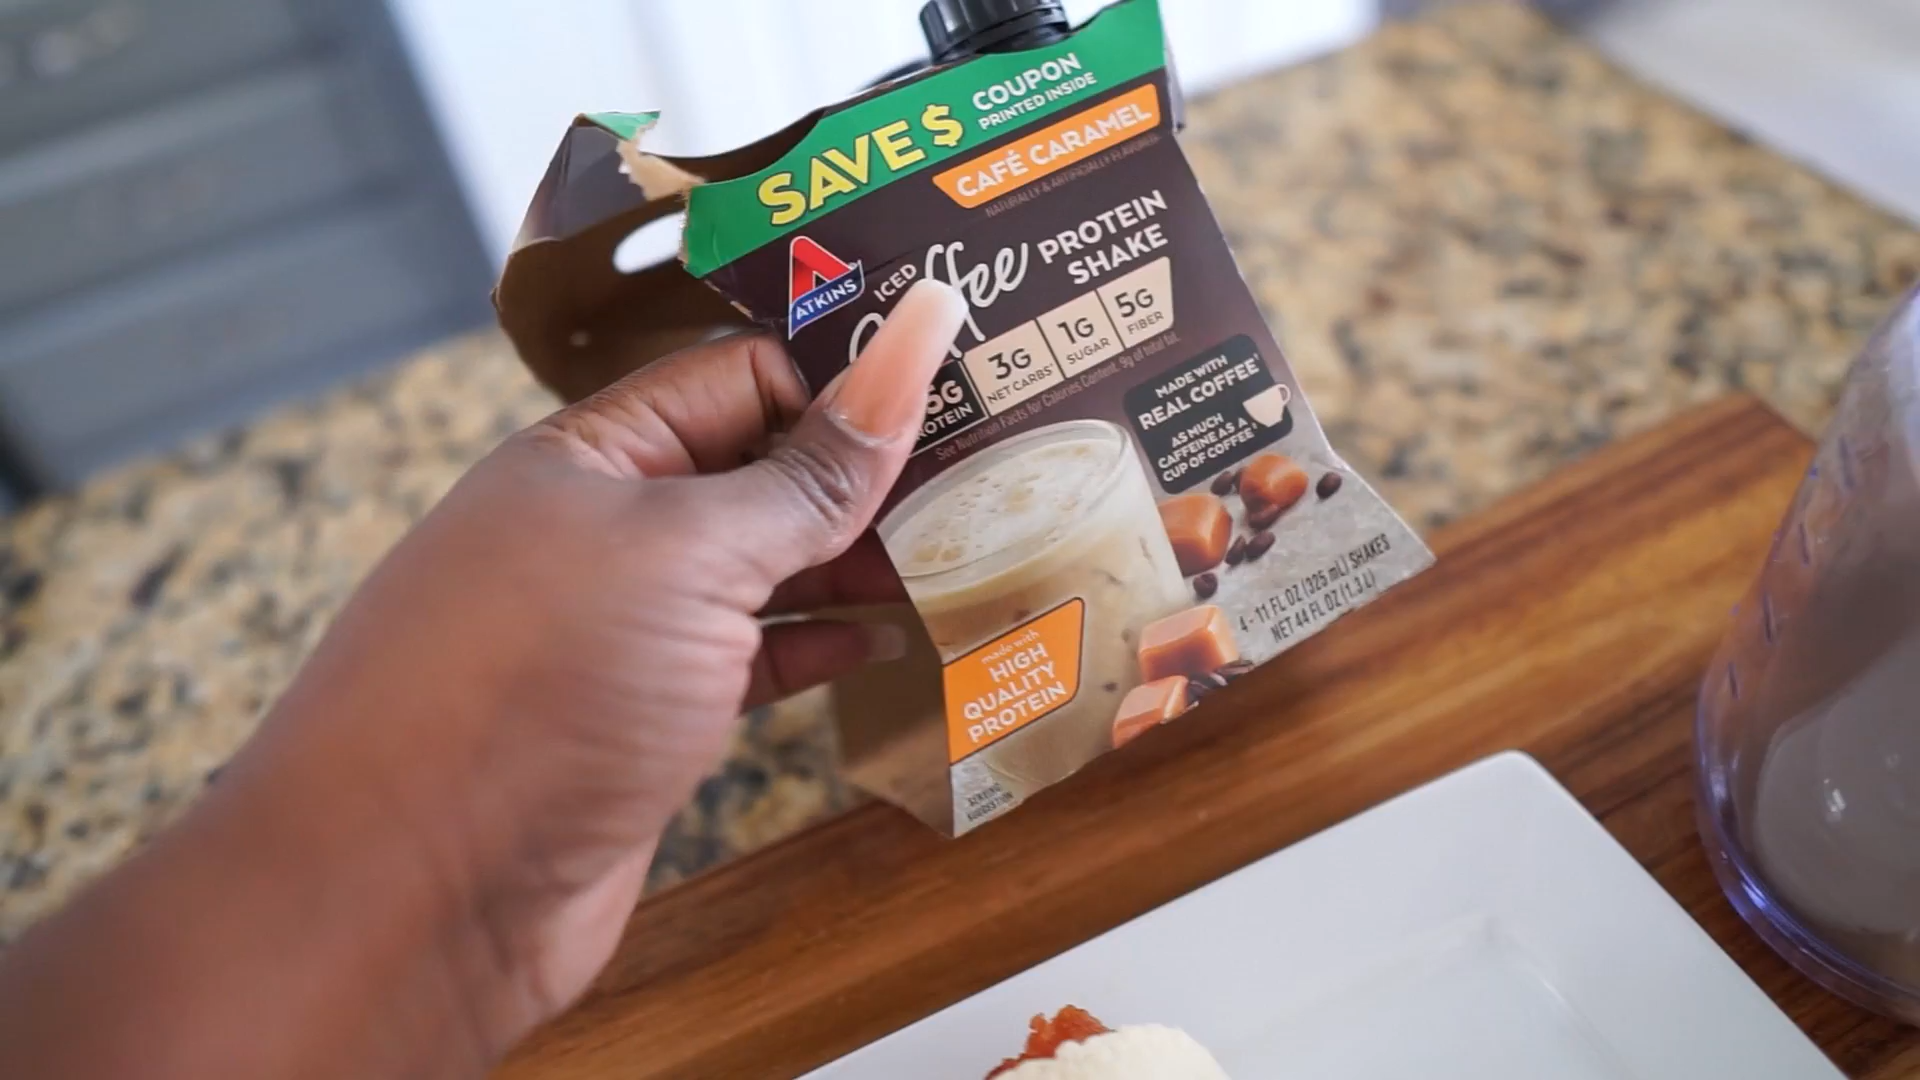 SAVE $
COUPON
PRINTED INSIDE
CAFÉ CARAMEL
NATURALLY & ARTIFICIALLY FLAVORED
ATKINS
ICED
PROTEIN
SHAKE
3G
NET CARBS
1G
SUGAR
5G
FIBER
See Nutrition Facts for Calories Content. 9g of total fat.
MADE WITH
REAL COFFEE
AS MUCH
CAFFEINE AS A
CUP OF COFFEE
made with
HIGH
QUALITY
PROTEIN
4 - 11 FL OZ (325 mL) SHAKES
NET 44 FL OZ (1.3 L)
SERVING
SUGGESTION